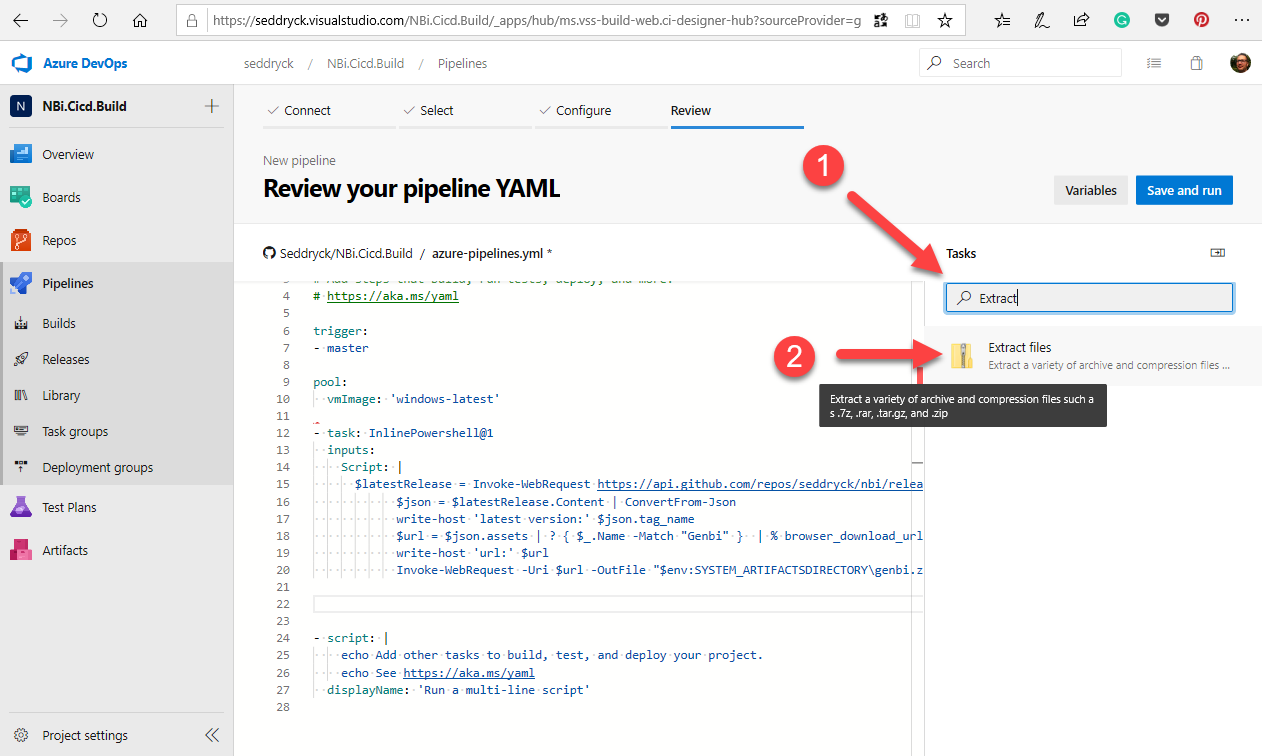 https://seddryck.visualstudio.com/NBi.Cicd.Build/_apps/hub/ms.vss-build-web.ci-designer-hub?sourceProvider=g
Azure DevOps
seddryck / NBi.Cicd.Build / Pipelines
Search
N NBi.Cicd.Build
Overview
Boards
Repos
Pipelines
Builds
Releases
Library
Task groups
Deployment groups
Test Plans
Artifacts
Project settings
Connect
Select
Configure
Review
New pipeline
Review your pipeline YAML
Variables
Save and run
1
Seddryck/NBi.Cicd.Build / azure-pipelines.yml *
3 # Add steps that build, run tests, deploy, and more:
4 # https://aka.ms/yaml
5
6 trigger:
7 - master
8
9 pool:
10   vmImage: 'windows-latest'
11
12 - task: InlinePowershell@1
13   inputs:
14     Script: |
15       $latestRelease = Invoke-WebRequest https://api.github.com/repos/seddryck/nbi/relea
16             $json = $latestRelease.Content | ConvertFrom-Json
17             write-host 'latest version:' $json.tag_name
18             $url = $json.assets | ? { $_.Name -Match "Genbi" }  | % browser_download_url
19             write-host 'url:' $url
20             Invoke-WebRequest -Uri $url -OutFile "$env:SYSTEM_ARTIFACTSDIRECTORY\genbi.z
21
22
23
24 - script: |
25     echo Add other tasks to build, test, and deploy your project.
26     echo See https://aka.ms/yaml
27   displayName: 'Run a multi-line script'
28
Tasks
Extract
2
Extract files
Extract a variety of archive and compression files ...
Extract a variety of archive and compression files such a
s .7z, .rar, .tar.gz, and .zip